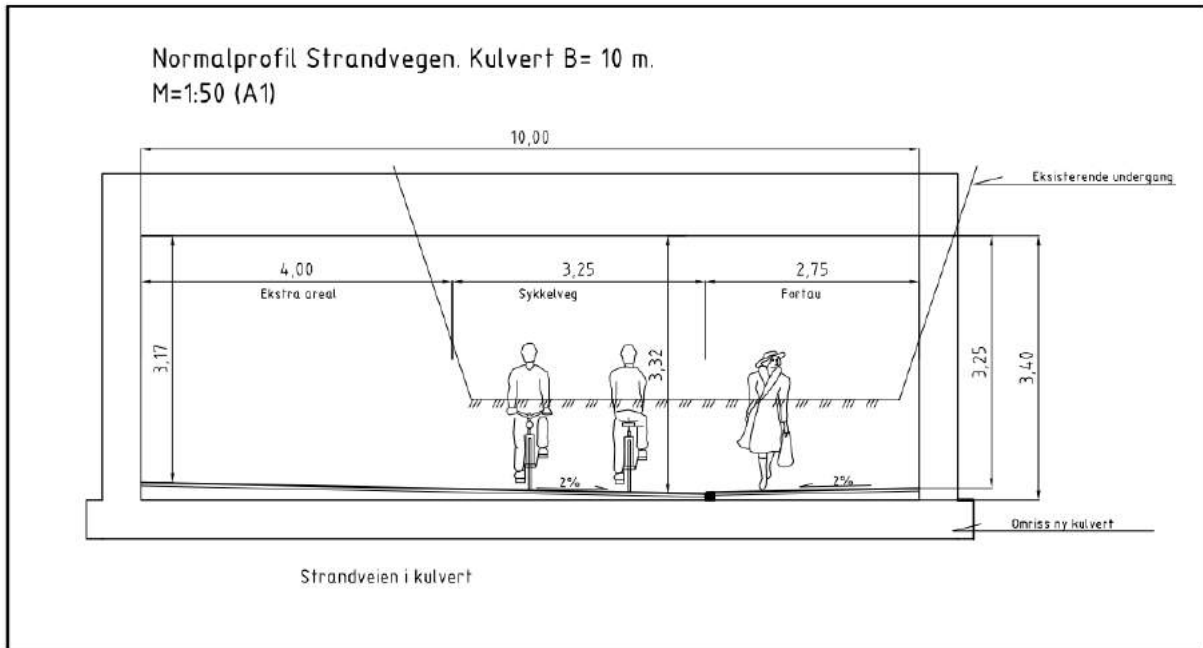 Normalprofil Strandvegen. Kulvert B= 10 m.
M=1:50 (A1)
10,00
Eksisterende undergang
4,00
3,25
2,75
Ekstra areal
Sykkelveg
Fortau
3,17
3,32
3,25
3,40
2%
2%
Omriss ny kulvert
Strandveien i kulvert